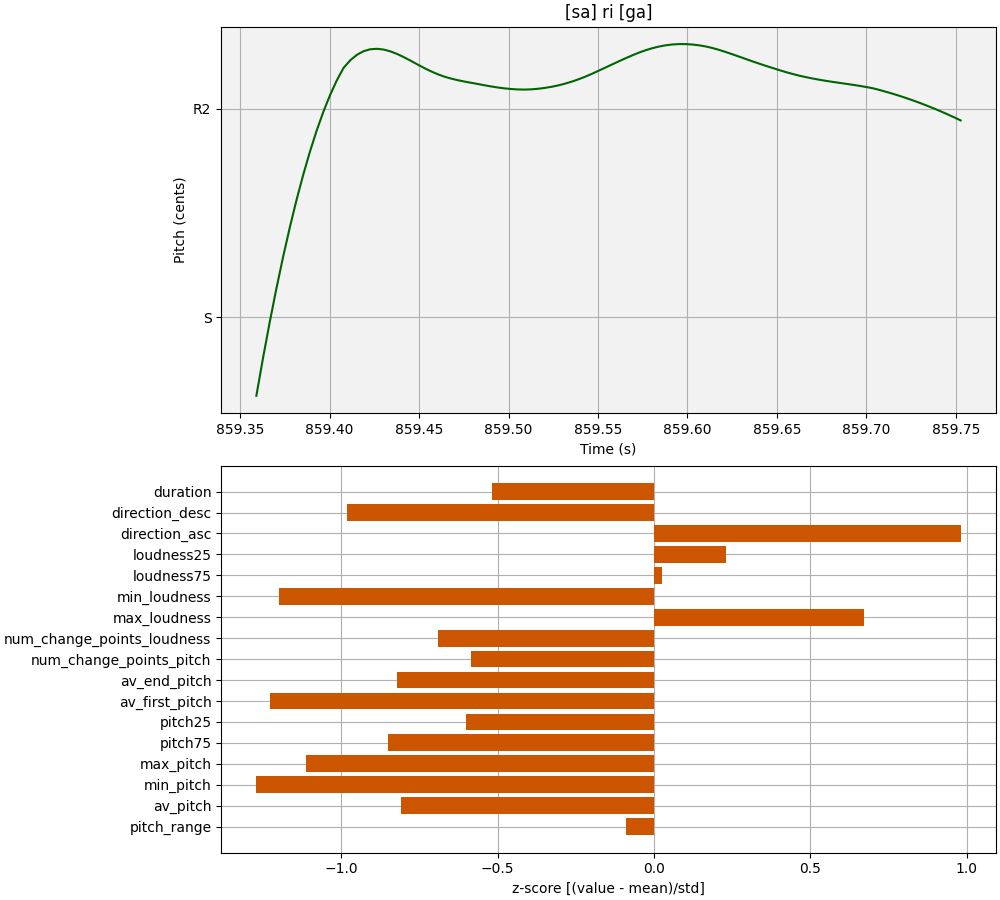 [sa] ri [ga]
R2
S
Pitch (cents)
859.35 859.40 859.45 859.50 859.55 859.60 859.65 859.70 859.75
Time (s)
duration
direction_desc
direction_asc
loudness25
loudness75
min_loudness
max_loudness
num_change_points_loudness
num_change_points_pitch
av_end_pitch
av_first_pitch
pitch25
pitch75
max_pitch
min_pitch
av_pitch
pitch_range
−1.0 −0.5 0.0 0.5 1.0
z-score [(value - mean)/std]